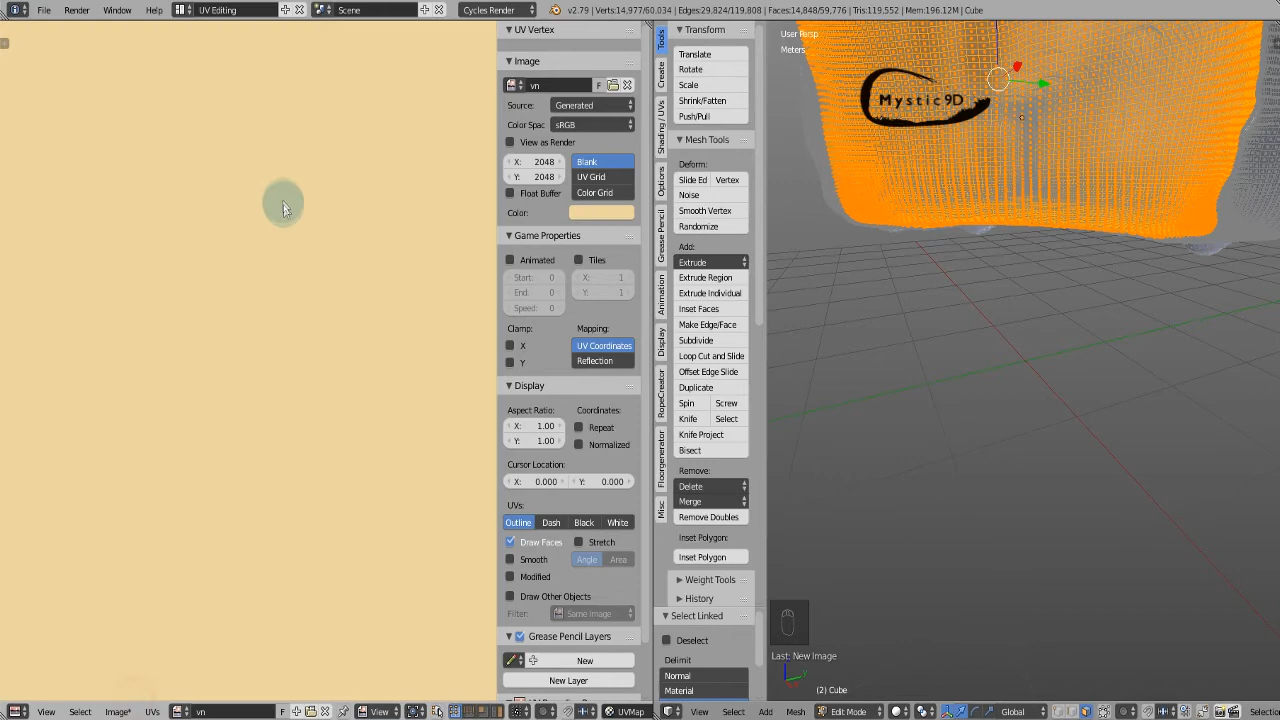 File Render Window Help UV Editing Scene Cycles Render v2.79 | Verts:14,977/60,034 | Edges:29,824/119,808 | Faces:14,848/59,776 | Tris:119,552 | Mem:196.12M | Cube
UV Vertex
Image
vn F
Source: Generated
Color Spac sRGB
View as Render
X: 2048 Blank
Y: 2048 UV Grid
Float Buffer Color Grid
Color:
Game Properties
Animated Tiles
Start: 0 X: 1
End: 0 Y: 1
Speed: 0
Clamp: Mapping:
X UV Coordinates
Y Reflection
Display
Aspect Ratio: Coordinates:
X: 1.00 Repeat
Y: 1.00 Normalized
Cursor Location:
X: 0.000 Y: 0.000
UVs:
Outline Dash Black White
Draw Faces Stretch
Smooth Angle Area
Modified
Draw Other Objects
Filter: Same Image
Grease Pencil Layers
New
New Layer
Tools
Create
Shading / UVs
Options
Grease Pencil
Animation
Display
RopeCreator
Floorgenerator
Misc
Transform
Translate
Rotate
Scale
Shrink/Fatten
Push/Pull
Mesh Tools
Deform:
Slide Ed Vertex
Noise
Smooth Vertex
Randomize
Add:
Extrude
Extrude Region
Extrude Individual
Inset Faces
Make Edge/Face
Subdivide
Loop Cut and Slide
Offset Edge Slide
Duplicate
Spin Screw
Knife Select
Knife Project
Bisect
Remove:
Delete
Merge
Remove Doubles
Inset Polygon:
Inset Polygon
Weight Tools
History
Select Linked
Deselect
Delimit
Normal
Material
User Persp
Meters
Mystic9D
Last: New Image
(2) Cube
View Select Image* UVs vn F View UVMap
View Select Add Mesh Edit Mode Global